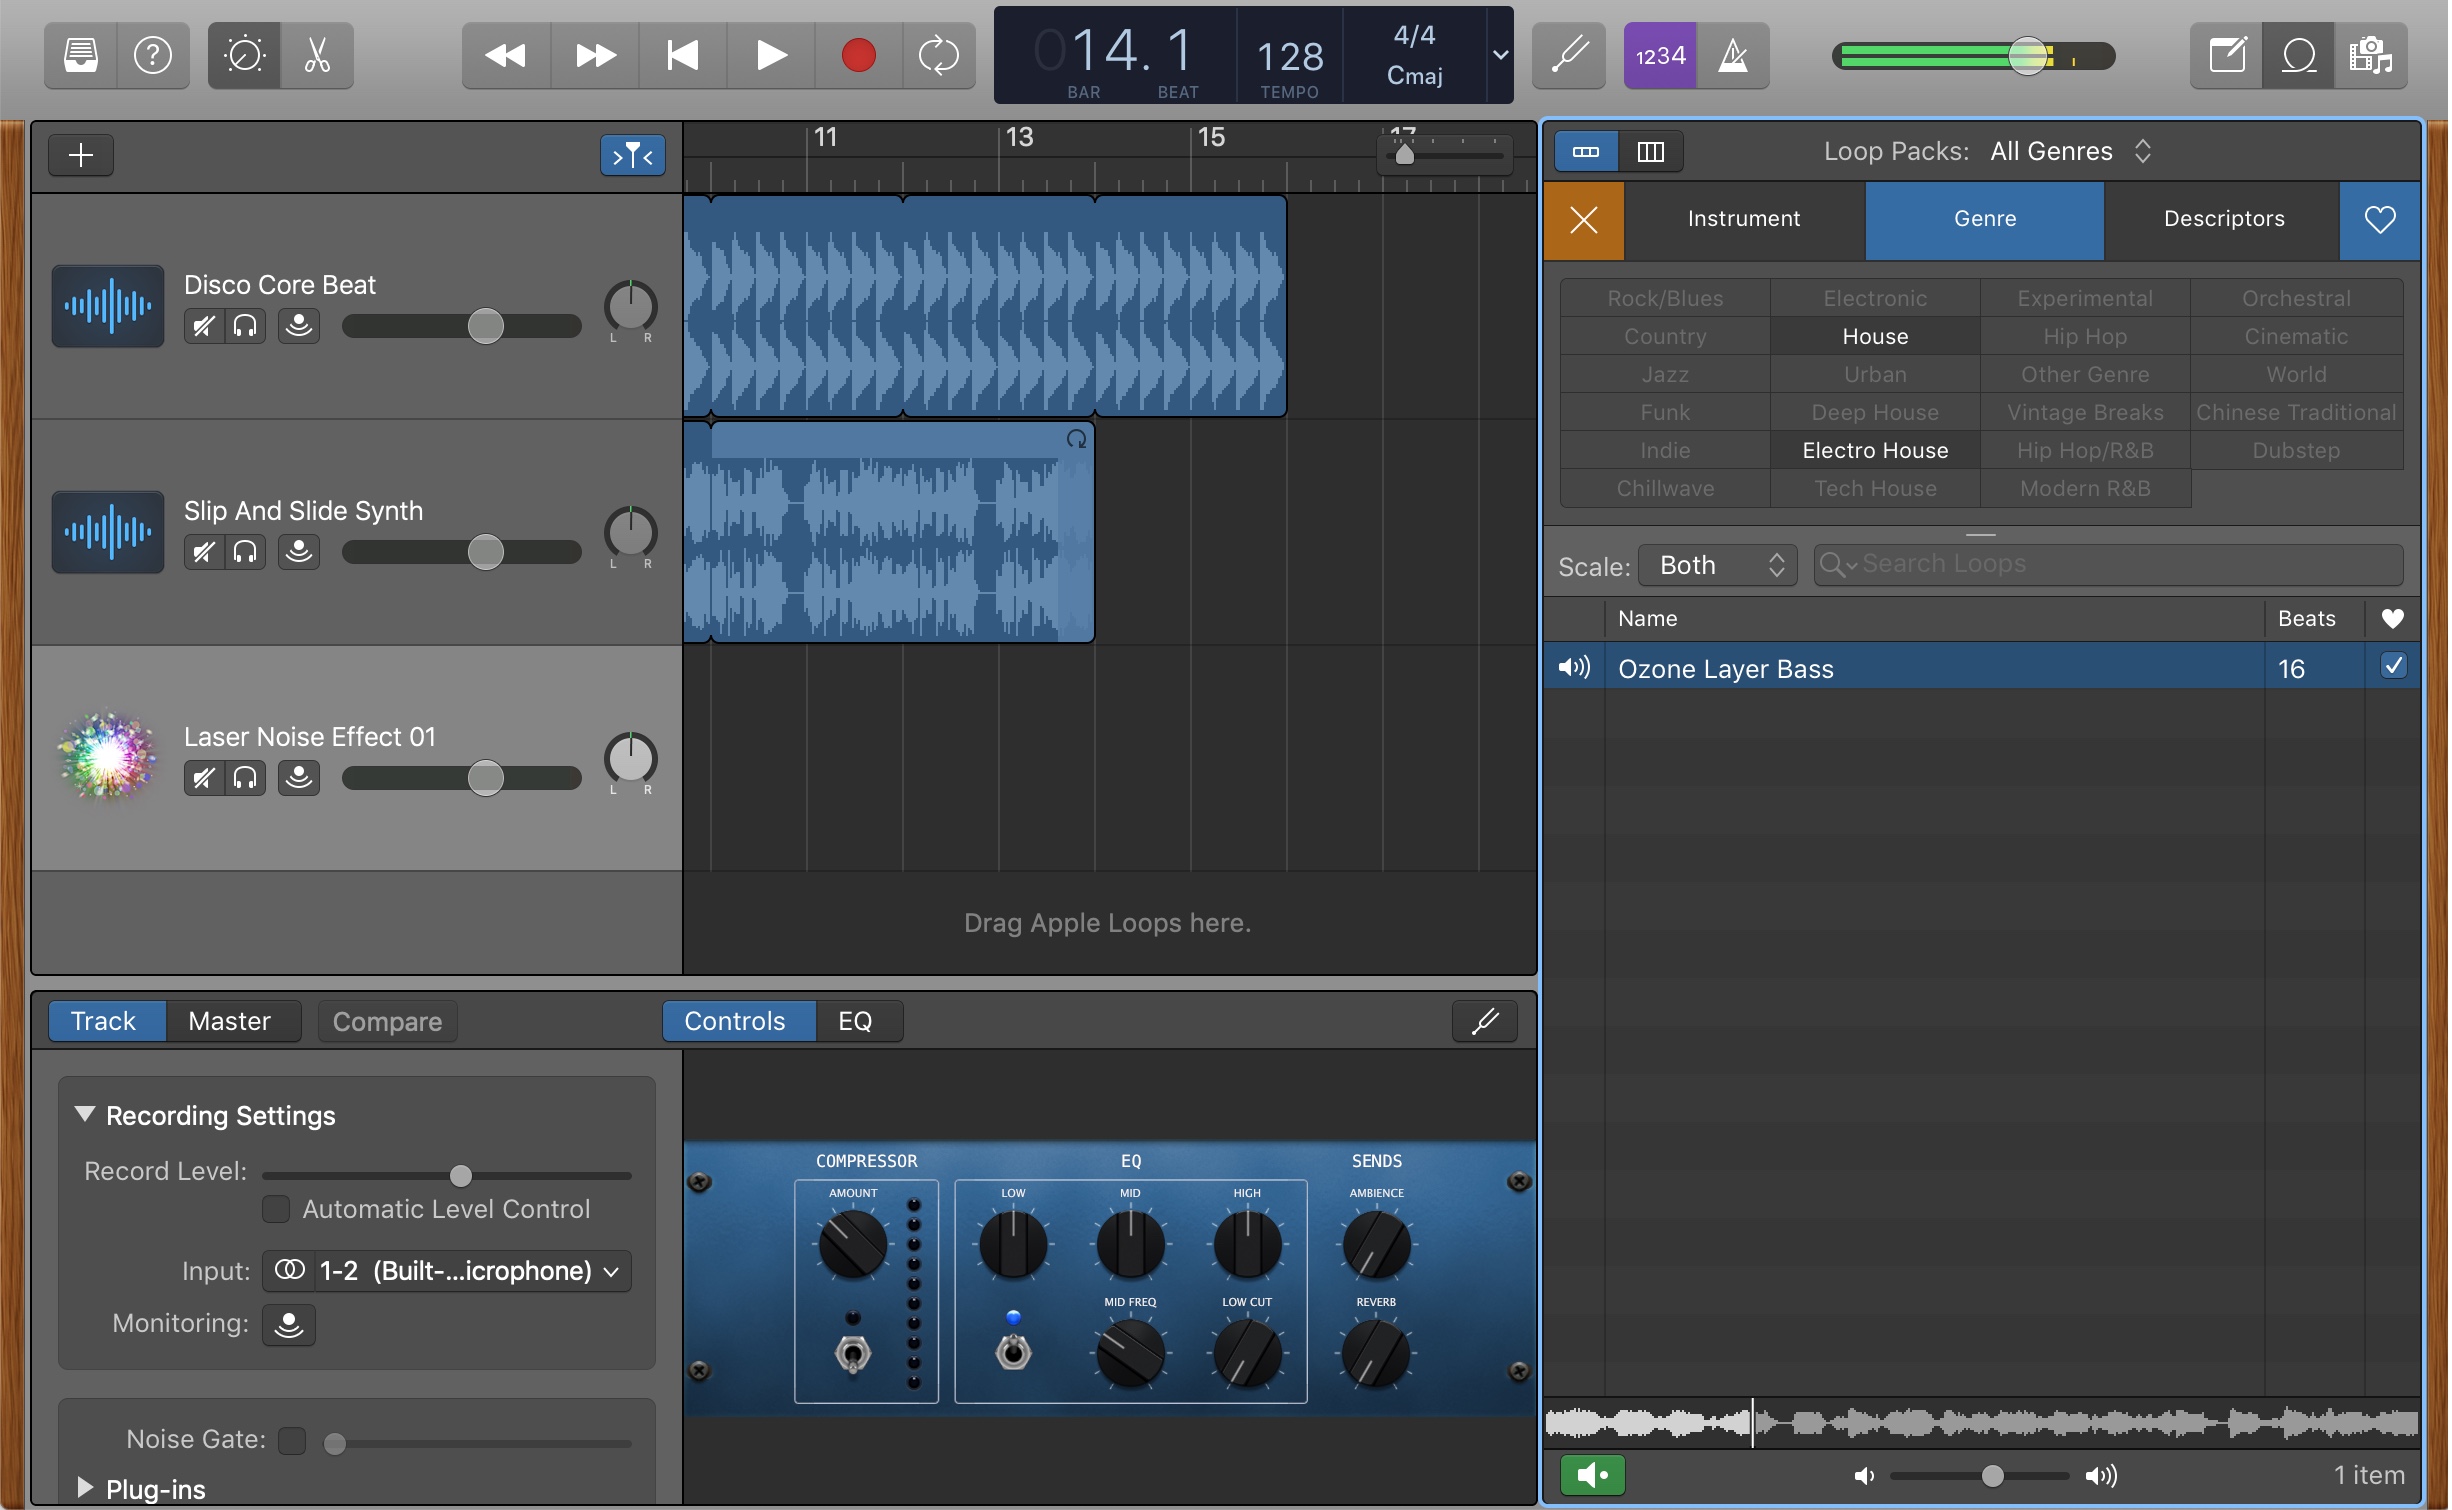 014. 1
BAR BEAT
128
TEMPO
4/4
Cmaj
1234
11 13 15 17
Disco Core Beat
L R
Slip And Slide Synth
L R
Laser Noise Effect 01
L R
Drag Apple Loops here.
Loop Packs: All Genres
Instrument Genre Descriptors
Rock/Blues Electronic Experimental Orchestral
Country House Hip Hop Cinematic
Jazz Urban Other Genre World
Funk Deep House Vintage Breaks Chinese Traditional
Indie Electro House Hip Hop/R&B Dubstep
Chillwave Tech House Modern R&B
Scale: Both Search Loops
Name Beats
Ozone Layer Bass 16
1 item
Track Master Compare Controls EQ
Recording Settings
Record Level:
Automatic Level Control
Input: 1-2 (Built-...icrophone)
Monitoring:
Noise Gate:
Plug-ins
COMPRESSOR EQ SENDS
AMOUNT LOW MID HIGH AMBIENCE
MID FREQ LOW CUT REVERB